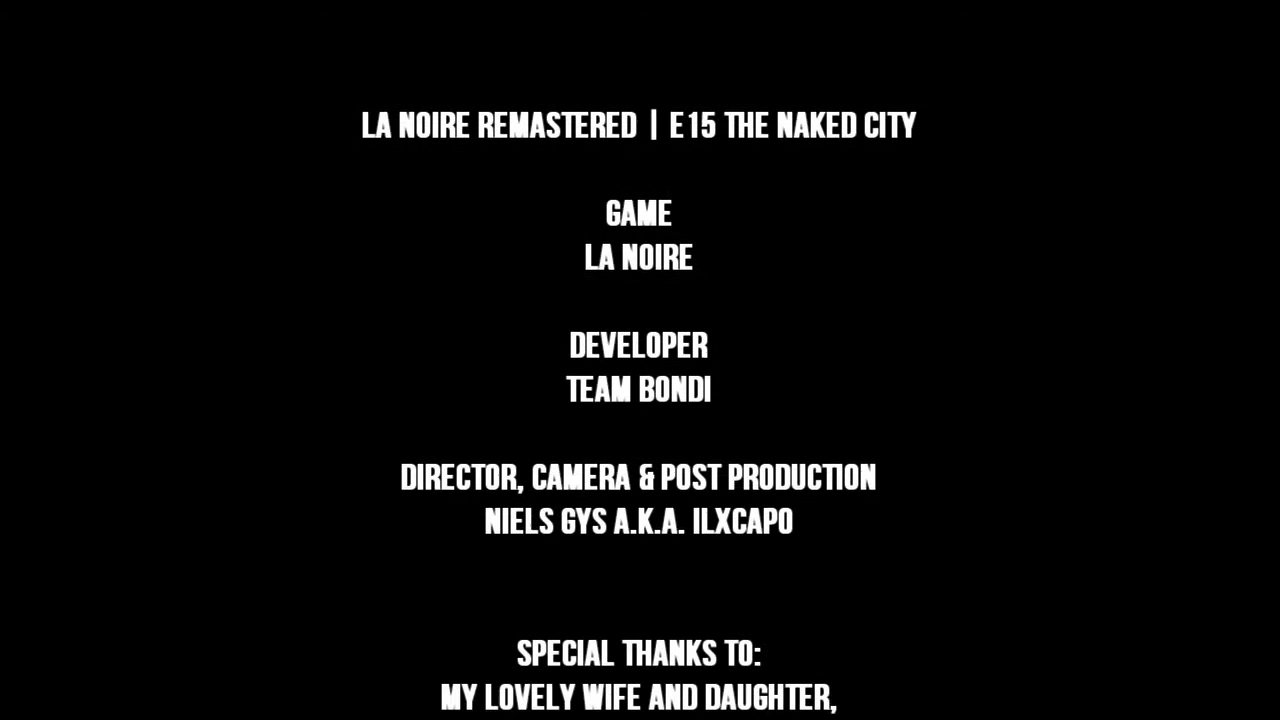 LA NOIRE REMASTERED | E15 THE NAKED CITY
GAME
LA NOIRE
DEVELOPER
TEAM BONDI
DIRECTOR, CAMERA & POST PRODUCTION
NIELS GYS A.K.A. ILXCAPO
SPECIAL THANKS TO:
MY LOVELY WIFE AND DAUGHTER,